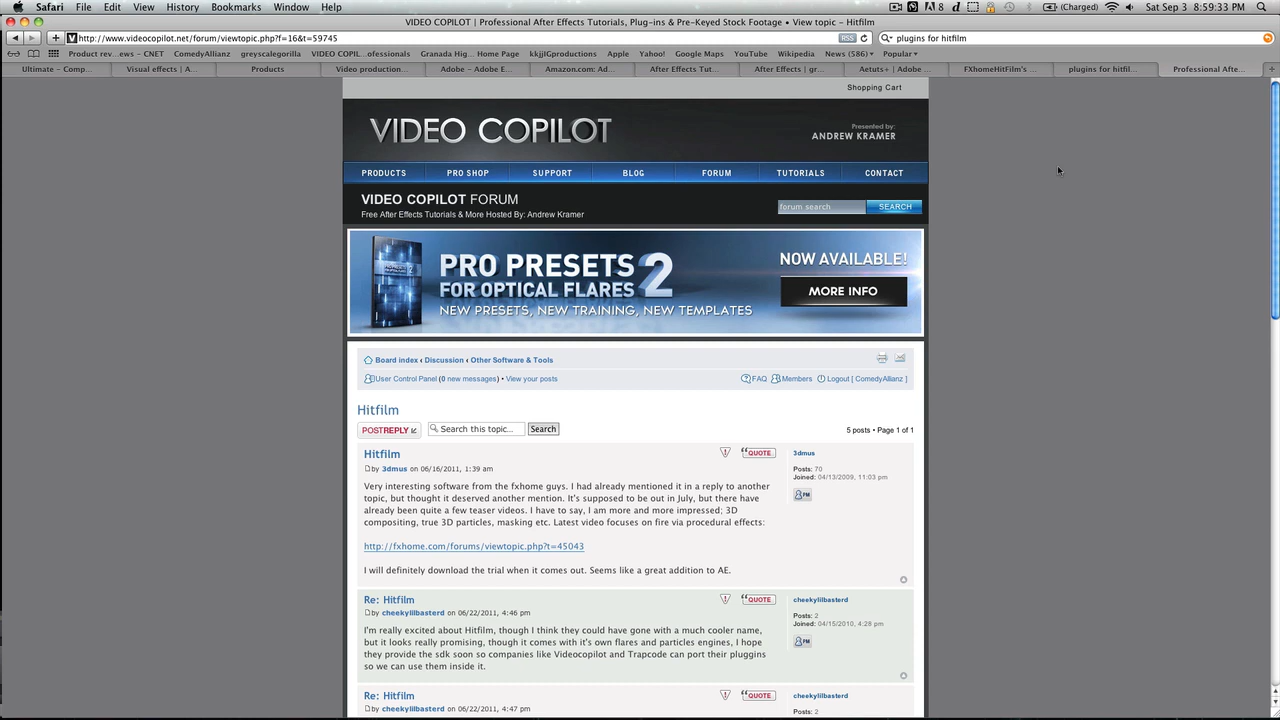 Safari File Edit View History Bookmarks Window Help
8 (Charged) Sat Sep 3 8:59:33 PM
VIDEO COPILOT | Professional After Effects Tutorials, Plug-ins & Pre-Keyed Stock Footage • View topic - Hitfilm
http://www.videocopilot.net/forum/viewtopic.php?f=16&t=59745 RSS plugins for hitfilm
Product rev...ews – CNET ComedyAllianz greyscalegorilla VIDEO COPIL...ofessionals Granada Hig... Home Page kkjjIGproductions Apple Yahoo! Google Maps YouTube Wikipedia News (586) Popular
Ultimate - Comp... Visual effects | A... Products Video production... Adobe - Adobe E... Amazon.com: Ad... After Effects Tut... After Effects | gr... Aetuts+ | Adobe ... FXhomeHitFilm's ... plugins for hitfil... Professional Afte...
Shopping Cart
VIDEO COPILOT
Presented by:
ANDREW KRAMER
PRODUCTS PRO SHOP SUPPORT BLOG FORUM TUTORIALS CONTACT
VIDEO COPILOT FORUM
Free After Effects Tutorials & More Hosted By: Andrew Kramer
forum search SEARCH
PRO PRESETS 2
FOR OPTICAL FLARES
NEW PRESETS, NEW TRAINING, NEW TEMPLATES
NOW AVAILABLE!
MORE INFO
Board index ‹ Discussion ‹ Other Software & Tools
User Control Panel (0 new messages) • View your posts FAQ Members Logout [ ComedyAllianz ]
Hitfilm
POSTREPLY Search this topic... Search 5 posts • Page 1 of 1
Hitfilm
QUOTE
by 3dmus on 06/16/2011, 1:39 am
Very interesting software from the fxhome guys. I had already mentioned it in a reply to another
topic, but thought it deserved another mention. It's supposed to be out in July, but there have
already been quite a few teaser videos. I have to say, I am more and more impressed; 3D
compositing, true 3D particles, masking etc. Latest video focuses on fire via procedural effects:
http://fxhome.com/forums/viewtopic.php?t=45043
I will definitely download the trial when it comes out. Seems like a great addition to AE.
3dmus
Posts: 70
Joined: 04/13/2009, 11:03 pm
PM
Re: Hitfilm
QUOTE
by cheekylilbasterd on 06/22/2011, 4:46 pm
I'm really excited about Hitfilm, though I think they could have gone with a much cooler name,
but it looks really promising, though it comes with it's own flares and particles engines, I hope
they provide the sdk soon so companies like Videocopilot and Trapcode can port their pluggins
so we can use them inside it.
cheekylilbasterd
Posts: 2
Joined: 04/15/2010, 4:28 pm
PM
Re: Hitfilm
QUOTE
by cheekylilbasterd on 06/22/2011, 4:47 pm
cheekylilbasterd
Posts: 2